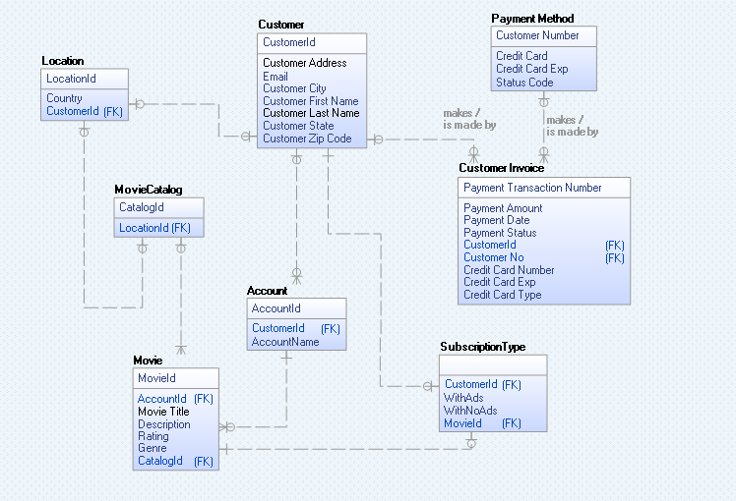 Customer
CustomerId
Customer Address
Email
Customer City
Customer First Name
Customer Last Name
Customer State
Customer Zip Code
Payment Method
Customer Number
Credit Card
Credit Card Exp
Status Code
Location
LocationId
Country
CustomerId (FK)
makes /
is made by
makes /
is made by
Customer Invoice
Payment Transaction Number
Payment Amount
Payment Date
Payment Status
CustomerId (FK)
Customer No (FK)
Credit Card Number
Credit Card Exp
Credit Card Type
MovieCatalog
CatalogId
LocationId (FK)
Account
AccountId
CustomerId (FK)
AccountName
SubscriptionType
CustomerId (FK)
WithAds
WithNoAds
MovieId (FK)
Movie
MovieId
AccountId (FK)
Movie Title
Description
Rating
Genre
CatalogId (FK)